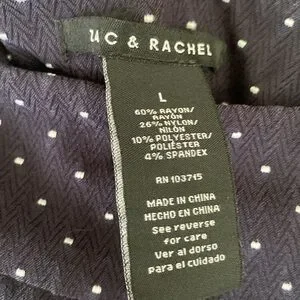 UC & RACHEL
L
60% RAYON/
RAYÓN
26% NYLON/
NILÓN
10% POLYESTER/
POLIÉSTER
4% SPANDEX
RN 103715
MADE IN CHINA
HECHO EN CHINA
See reverse
for care
Ver al dorso
para el cuidado